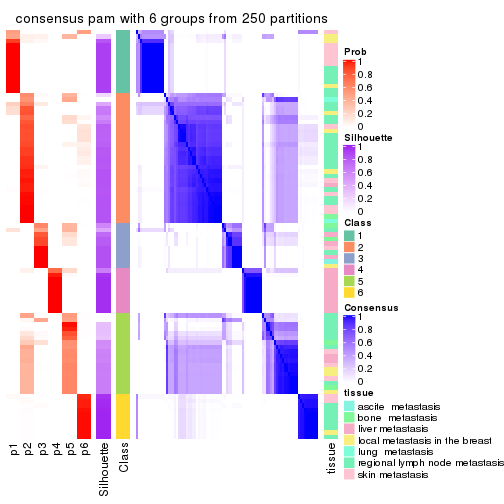 consensus pam with 6 groups from 250 partitions
Prob
1
0.8
0.6
0.4
0.2
0
Silhouette
1
0.8
0.6
0.4
0.2
0
Class
1
2
3
4
5
6
Consensus
1
0.8
0.6
0.4
0.2
0
tissue
ascite metastasis
bone metastasis
liver metastasis
local metastasis in the breast
lung metastasis
regional lymph node metastasis
skin metastasis
p1 p2 p3 p4 p5 p6 Silhouette Class tissue